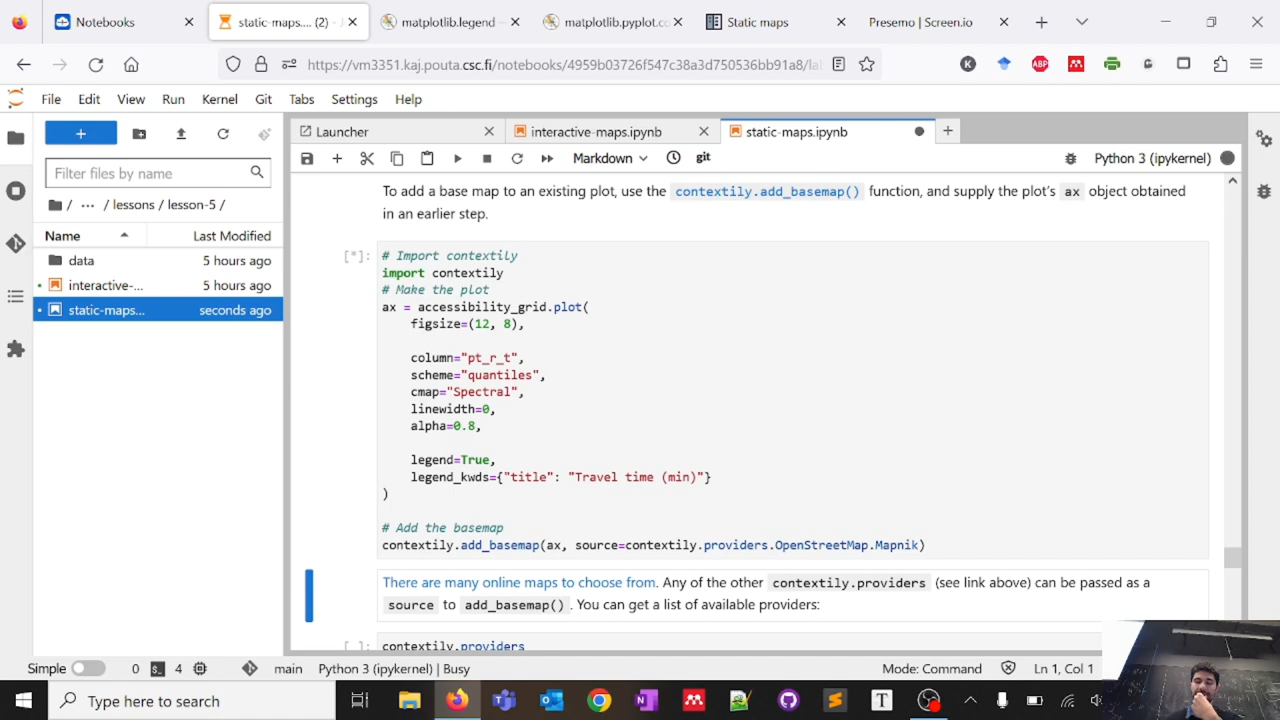 Notebooks
static-maps.... (2) - J
matplotlib.legend —
matplotlib.pyplot.co
Static maps
Presemo | Screen.io
https://vm3351.kaj.pouta.csc.fi/notebooks/4959b03726f547c38a3d750536bb91a8/la
K
ABP
File Edit View Run Kernel Git Tabs Settings Help
Launcher
interactive-maps.ipynb
static-maps.ipynb
Markdown
git
Python 3 (ipykernel)
Filter files by name
/ ··· / lessons / lesson-5 /
Name Last Modified
data 5 hours ago
interactive-... 5 hours ago
static-maps... seconds ago
To add a base map to an existing plot, use the contextily.add_basemap() function, and supply the plot's ax object obtained
in an earlier step.
[*]:
# Import contextily
import contextily
# Make the plot
ax = accessibility_grid.plot(
figsize=(12, 8),
column="pt_r_t",
scheme="quantiles",
cmap="Spectral",
linewidth=0,
alpha=0.8,
legend=True,
legend_kwds={"title": "Travel time (min)"}
)
# Add the basemap
contextily.add_basemap(ax, source=contextily.providers.OpenStreetMap.Mapnik)
There are many online maps to choose from. Any of the other contextily.providers (see link above) can be passed as a
source to add_basemap(). You can get a list of available providers:
[ ]: contextily.providers
Simple 0 4 main Python 3 (ipykernel) | Busy Mode: Command Ln 1, Col 1
Type here to search